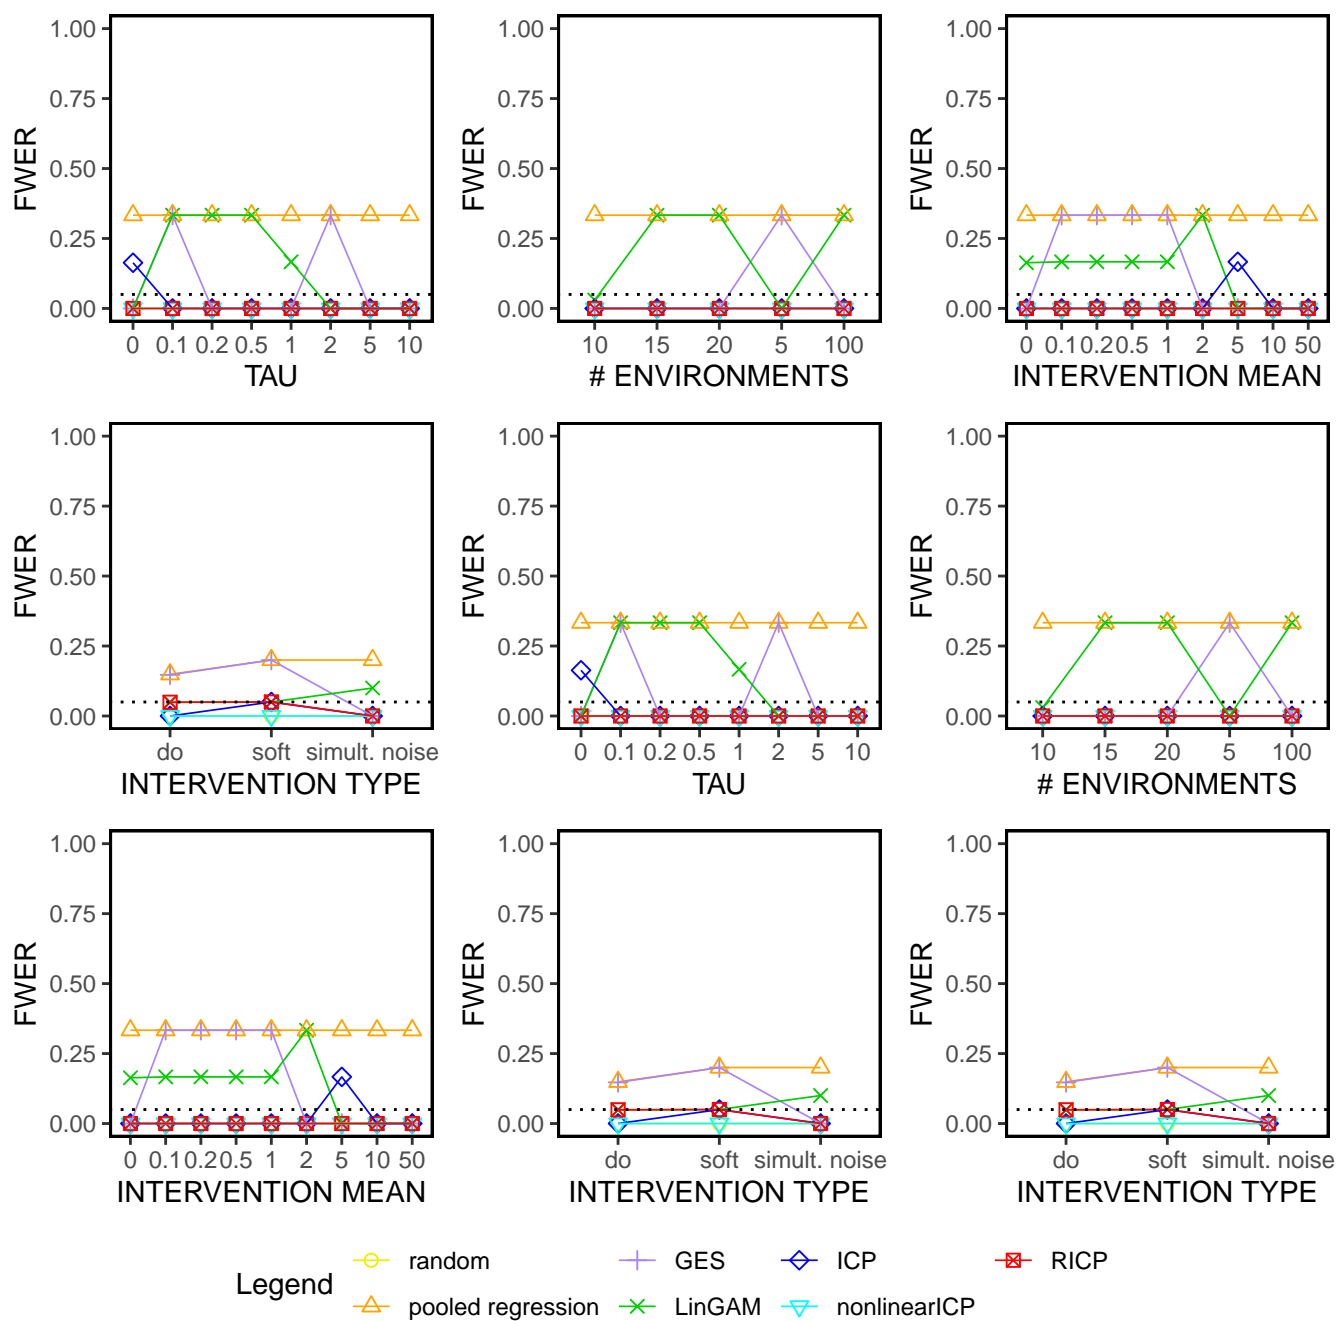 1.00
0.75
0.50
0.25
0.00
FWER
0 0.1 0.2 0.5 1 2 5 10
TAU
1.00
0.75
0.50
0.25
0.00
FWER
10 15 20 5 100
# ENVIRONMENTS
1.00
0.75
0.50
0.25
0.00
FWER
0 0.1 0.2 0.5 1 2 5 10 50
INTERVENTION MEAN
1.00
0.75
0.50
0.25
0.00
FWER
do soft simult. noise
INTERVENTION TYPE
1.00
0.75
0.50
0.25
0.00
FWER
0 0.1 0.2 0.5 1 2 5 10
TAU
1.00
0.75
0.50
0.25
0.00
FWER
10 15 20 5 100
# ENVIRONMENTS
1.00
0.75
0.50
0.25
0.00
FWER
0 0.1 0.2 0.5 1 2 5 10 50
INTERVENTION MEAN
1.00
0.75
0.50
0.25
0.00
FWER
do soft simult. noise
INTERVENTION TYPE
1.00
0.75
0.50
0.25
0.00
FWER
do soft simult. noise
INTERVENTION TYPE
Legend
random GES ICP RICP
pooled regression LinGAM nonlinearICP